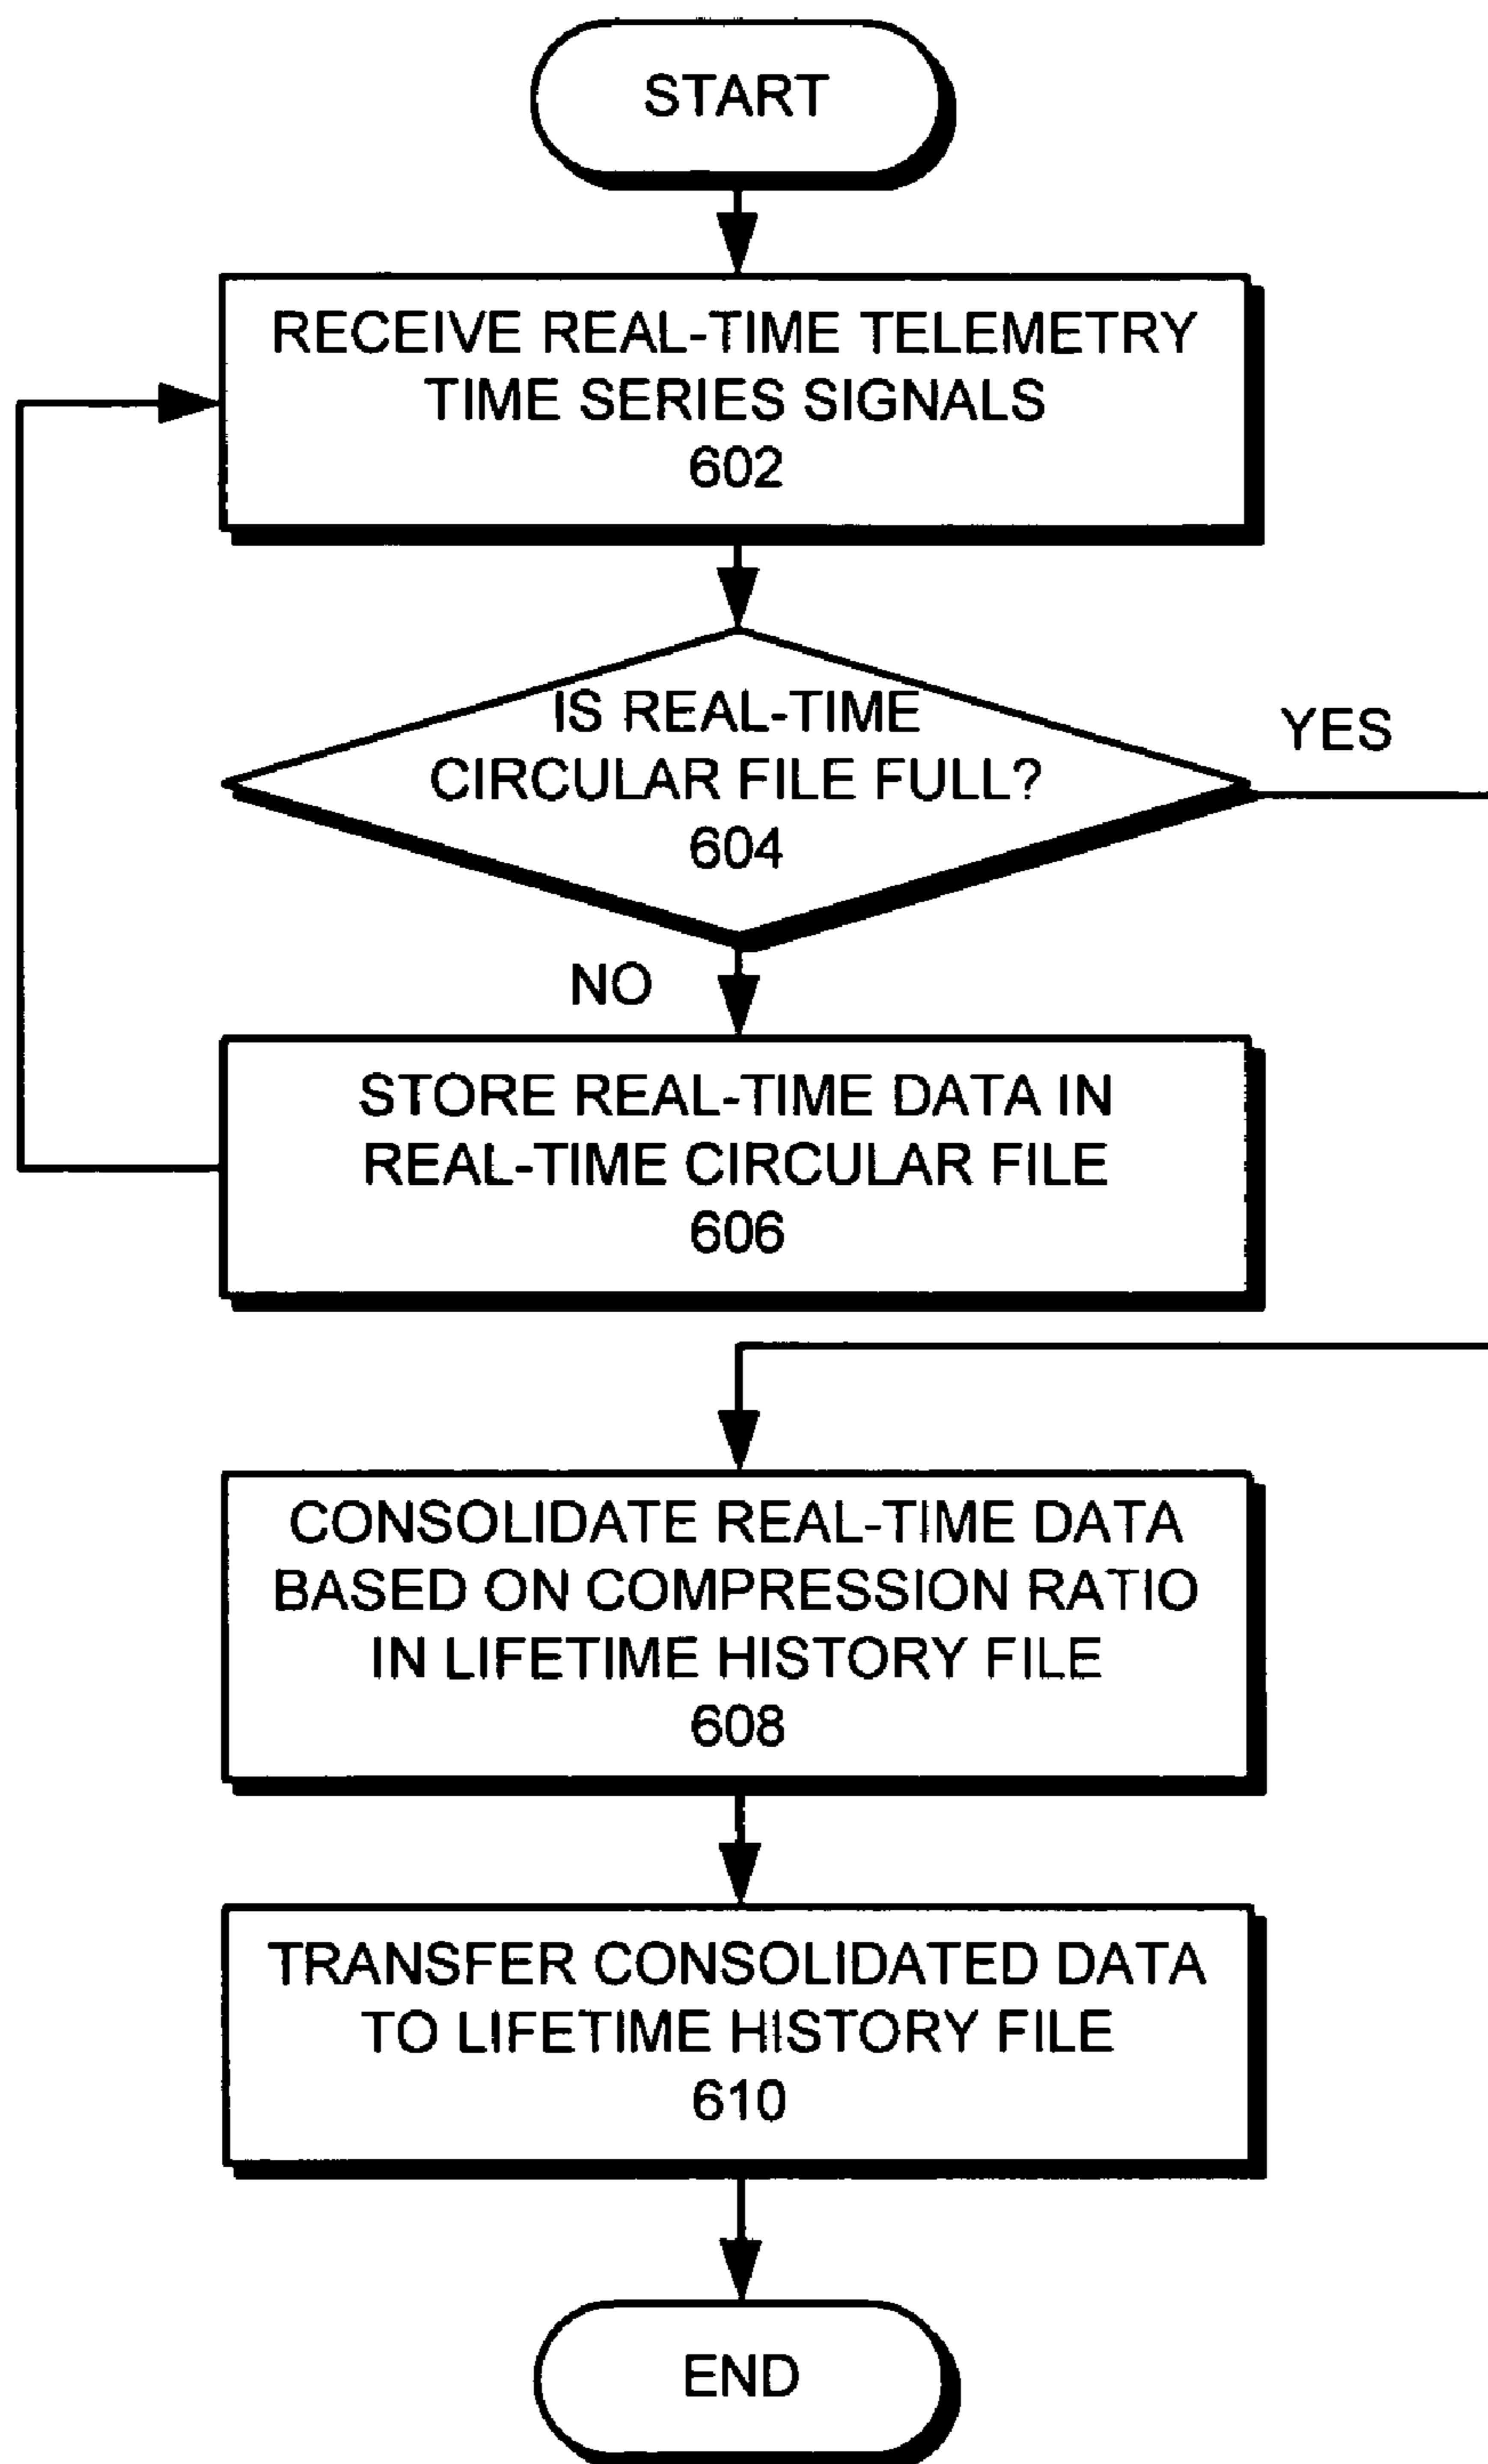 START
RECEIVE REAL-TIME TELEMETRY
TIME SERIES SIGNALS
602
IS REAL-TIME
CIRCULAR FILE FULL?
604
YES
NO
STORE REAL-TIME DATA IN
REAL-TIME CIRCULAR FILE
606
CONSOLIDATE REAL-TIME DATA
BASED ON COMPRESSION RATIO
IN LIFETIME HISTORY FILE
608
TRANSFER CONSOLIDATED DATA
TO LIFETIME HISTORY FILE
610
END